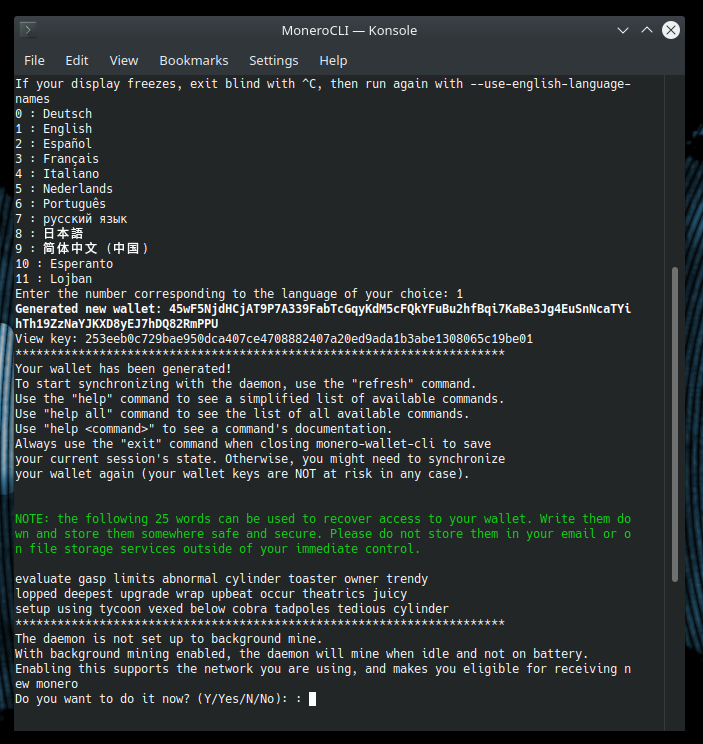 MoneroCLI — Konsole
File Edit View Bookmarks Settings Help
If your display freezes, exit blind with ^C, then run again with --use-english-language-
names
0 : Deutsch
1 : English
2 : Español
3 : Français
4 : Italiano
5 : Nederlands
6 : Português
7 : русский язык
8 : 日本語
9 : 简体中文 (中国)
10 : Esperanto
11 : Lojban
Enter the number corresponding to the language of your choice: 1
Generated new wallet: 45wF5NjdHCjAT9P7A339FabTcGqyKdM5cFQkYFuBu2hfBqi7KaBe3Jg4EuSnNcaTYi
hTh19ZzNaYJKXD8yEJ7hDQ82RmPPU
View key: 253eeb0c729bae950dca407ce4708882407a20ed9ada1b3abe1308065c19be01
**********************************************************************
Your wallet has been generated!
To start synchronizing with the daemon, use the "refresh" command.
Use the "help" command to see a simplified list of available commands.
Use "help all" command to see the list of all available commands.
Use "help <command>" to see a command's documentation.
Always use the "exit" command when closing monero-wallet-cli to save
your current session's state. Otherwise, you might need to synchronize
your wallet again (your wallet keys are NOT at risk in any case).
NOTE: the following 25 words can be used to recover access to your wallet. Write them do
wn and store them somewhere safe and secure. Please do not store them in your email or o
n file storage services outside of your immediate control.
evaluate gasp limits abnormal cylinder toaster owner trendy
lopped deepest upgrade wrap upbeat occur theatrics juicy
setup using tycoon vexed below cobra tadpoles tedious cylinder
**********************************************************************
The daemon is not set up to background mine.
With background mining enabled, the daemon will mine when idle and not on battery.
Enabling this supports the network you are using, and makes you eligible for receiving n
ew monero
Do you want to do it now? (Y/Yes/N/No): :